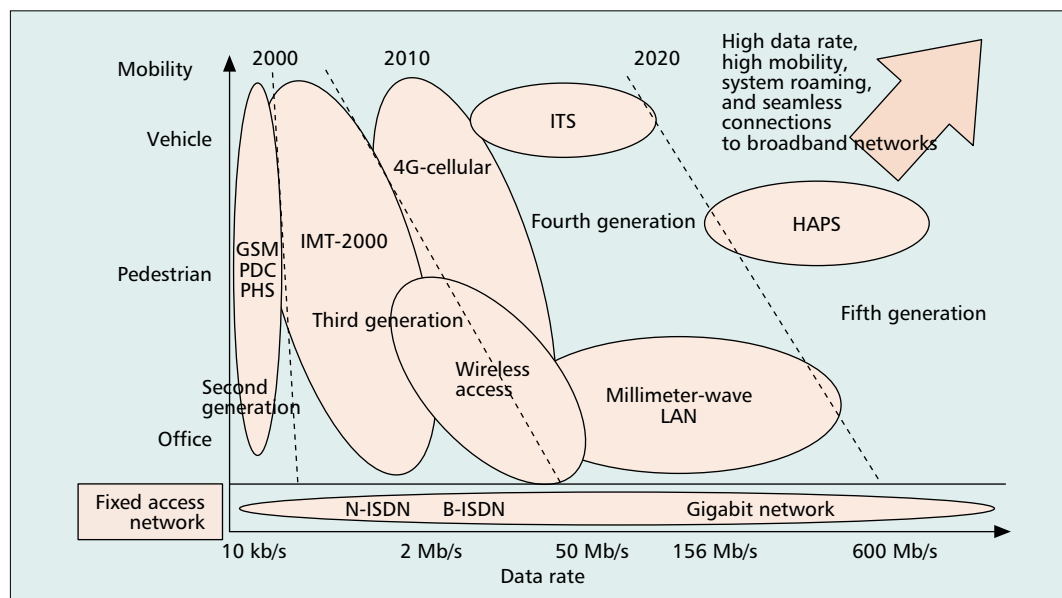 2000
2010
2020
High data rate,
high mobility,
system roaming,
and seamless
connections
to broadband networks
Mobility
Vehicle
Pedestrian
Office
ITS
4G-cellular
Fourth generation
HAPS
IMT-2000
GSM
PDC
PHS
Third generation
Fifth generation
Wireless
access
Millimeter-wave
LAN
Second
generation
Fixed access
network
N-ISDN
B-ISDN
Gigabit network
10 kb/s
2 Mb/s
50 Mb/s
156 Mb/s
600 Mb/s
Data rate